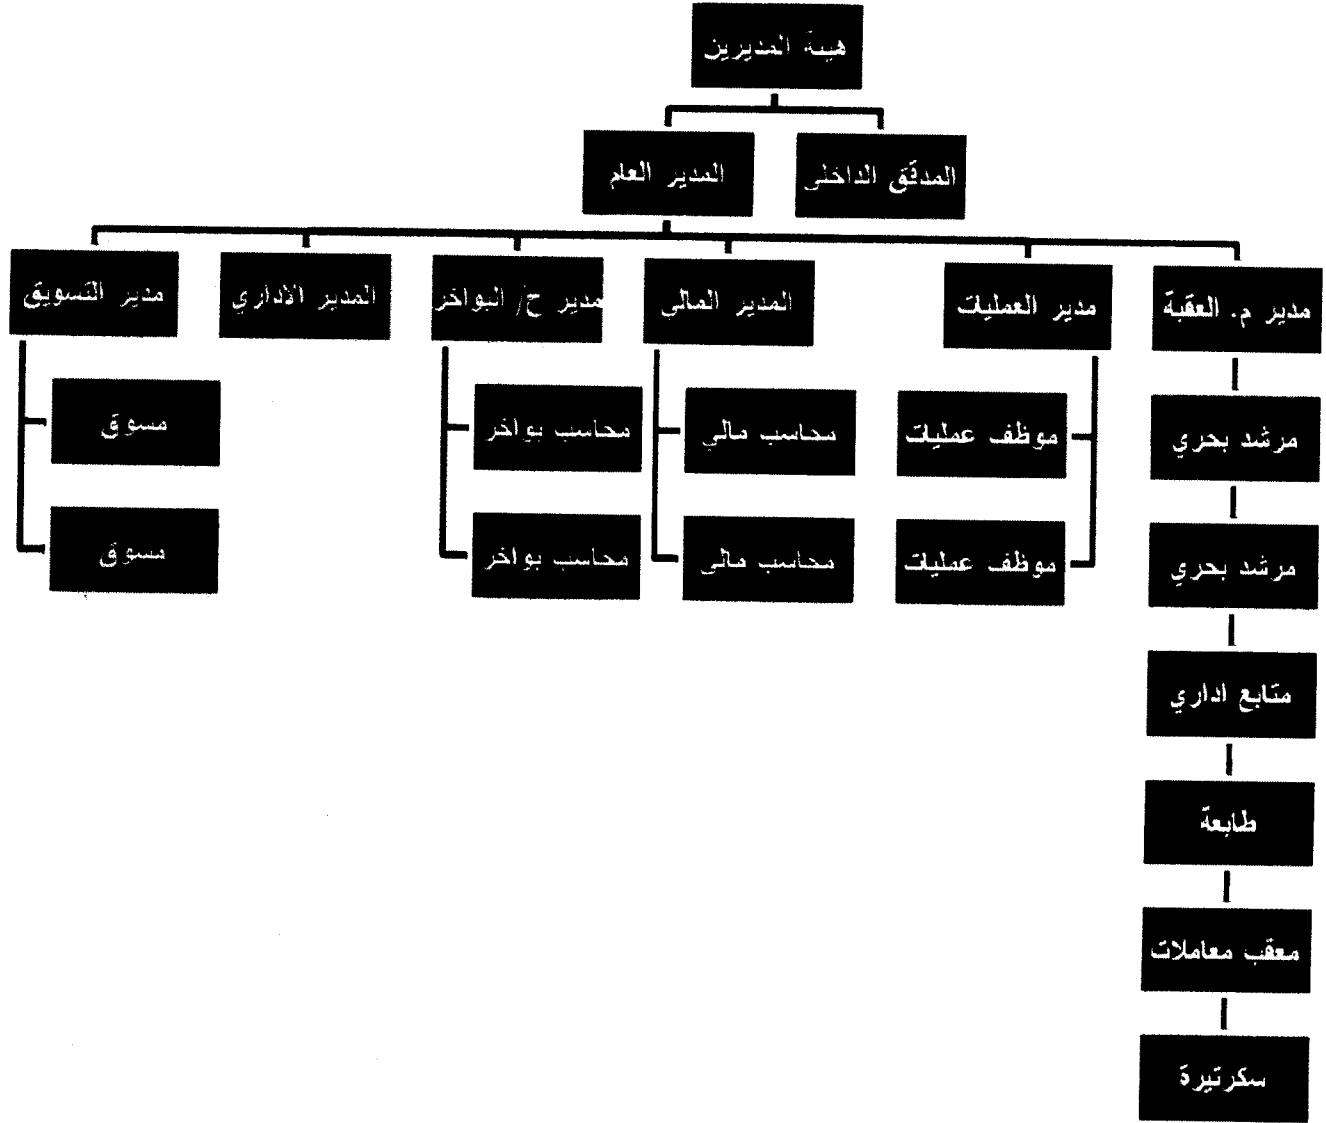 هيئة المديرين
المدقق الداخلي
المدير العام
مدير م. العقبة
مدير العمليات
المدير المالي
مدير ح/ البواخر
المدير الاداري
مدير التسويق
مرشد بحري
موظف عمليات
محاسب مالي
محاسب بواخر
مسوق
مرشد بحري
موظف عمليات
محاسب مالي
محاسب بواخر
مسوق
متابع اداري
طابعة
معقب معاملات
سكرتيرة